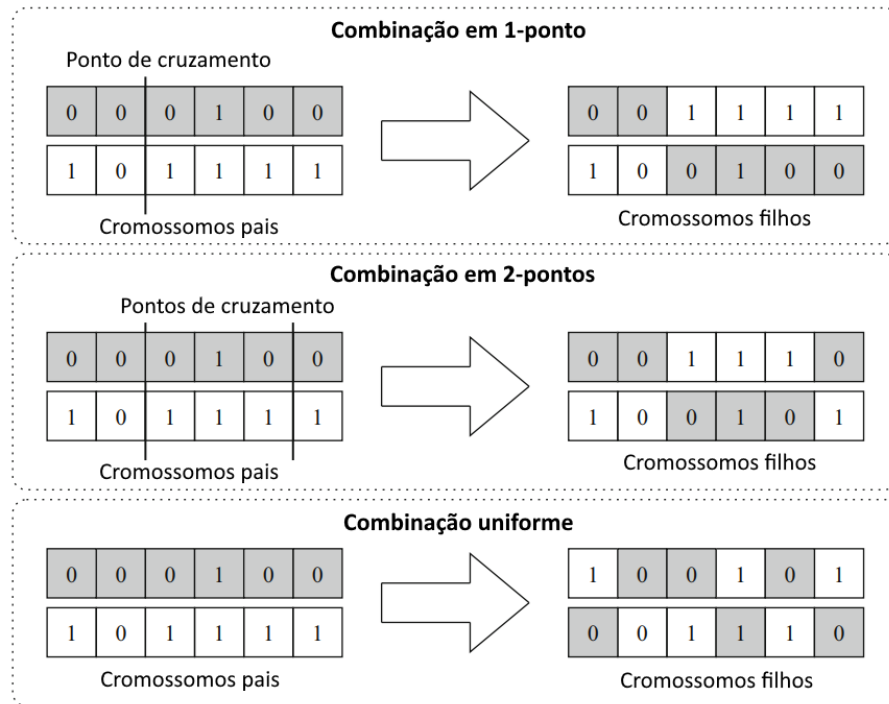 Combinação em 1-ponto
Ponto de cruzamento
0 0 0 1 0 0
1 0 1 1 1 1
Cromossomos pais
0 0 1 1 1 1
1 0 0 1 0 0
Cromossomos filhos
Combinação em 2-pontos
Pontos de cruzamento
0 0 0 1 0 0
1 0 1 1 1 1
Cromossomos pais
0 0 1 1 1 0
1 0 0 1 0 1
Cromossomos filhos
Combinação uniforme
0 0 0 1 0 0
1 0 1 1 1 1
Cromossomos pais
1 0 0 1 0 1
0 0 1 1 1 0
Cromossomos filhos